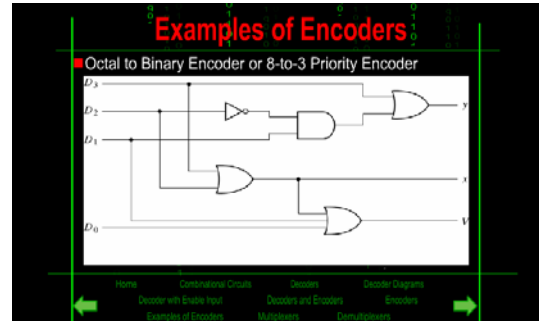 Examples of Encoders
Octal to Binary Encoder or 8-to-3 Priority Encoder
D3
D2
y
D1
x
D0
V
Home Combinational Circuits Decoders Decoder Diagrams
Decoder with Enable Input Decoders and Encoders Encoders
Examples of Encoders Multiplexers Demultiplexers